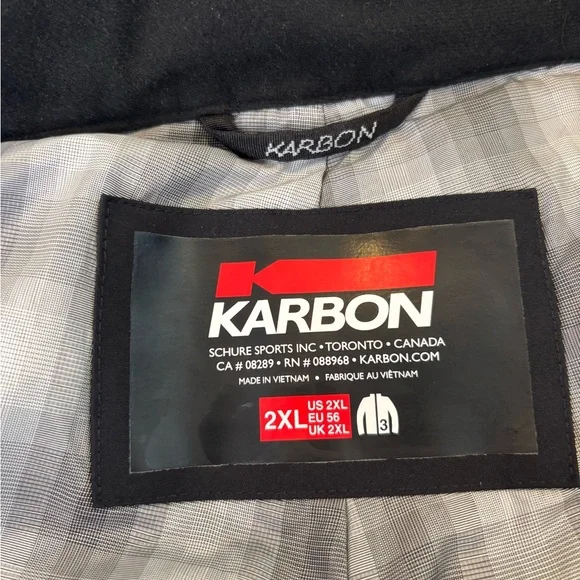 KARBON
KARBON
SCHURE SPORTS INC • TORONTO • CANADA
CA # 08289 • RN # 088968 • KARBON.COM
MADE IN VIETNAM • FABRIQUE AU VIÊTNAM
2XL
US 2XL
EU 56
UK 2XL
3